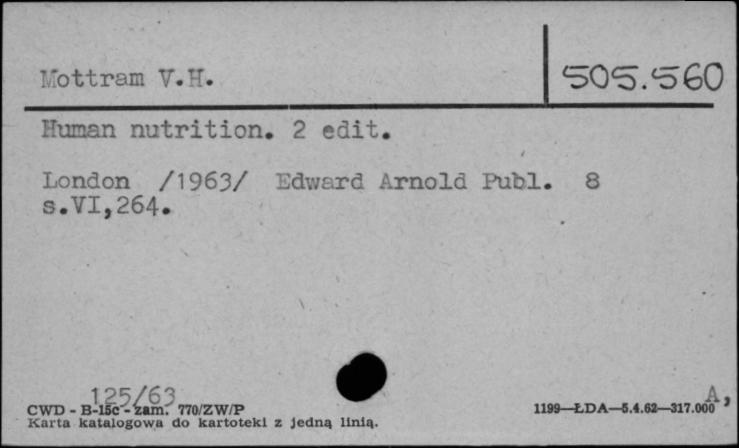 Mottram V.H.
505.560
Human nutrition. 2 edit.
London /1963/ Edward Arnold Publ. 8
s.VI,264.
125/63
A,
CWD - B-15c - zam. 770/ZW/P
1199—ŁDA—5.4.62—317.000
Karta katalogowa do kartoteki z jedną linią.